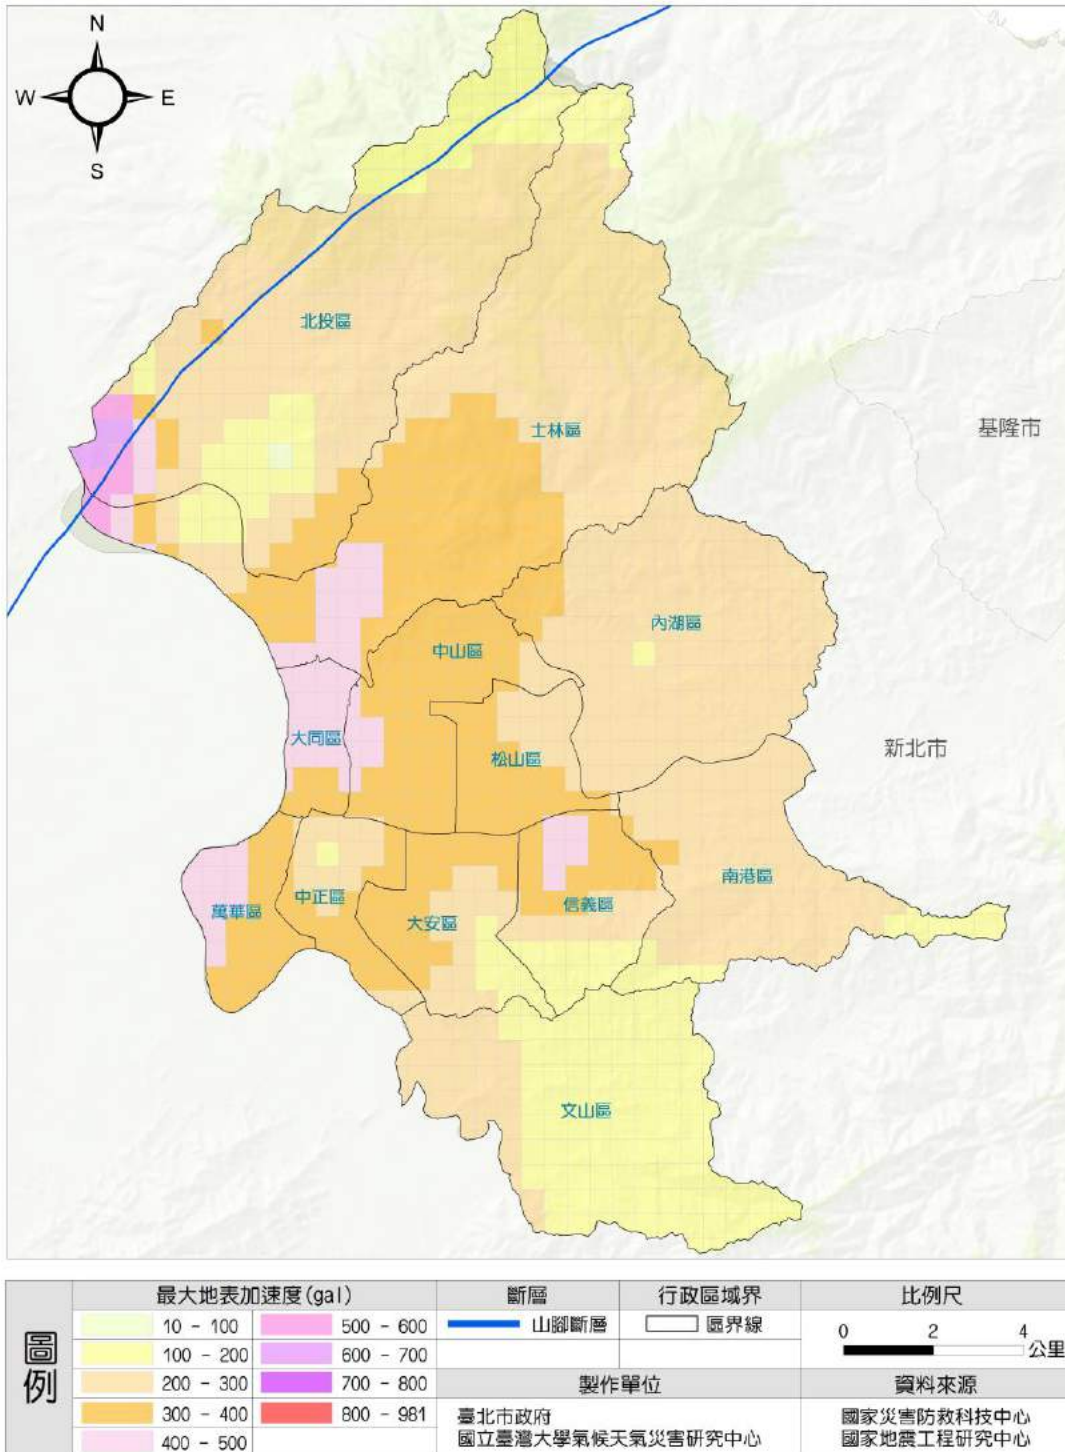 N
W E
S
北投區
士林區
基隆市
內湖區
中山區
新北市
大同區
松山區
南港區
中正區
萬華區
大安區
信義區
文山區
圖例
最大地表加速度(gal)
10 - 100
100 - 200
200 - 300
300 - 400
400 - 500
500 - 600
600 - 700
700 - 800
800 - 981
斷層
山腳斷層
行政區域界
區界線
比例尺
0 2 4
公里
製作單位
臺北市政府
國立臺灣大學氣候天氣災害研究中心
資料來源
國家災害防救科技中心
國家地震工程研究中心